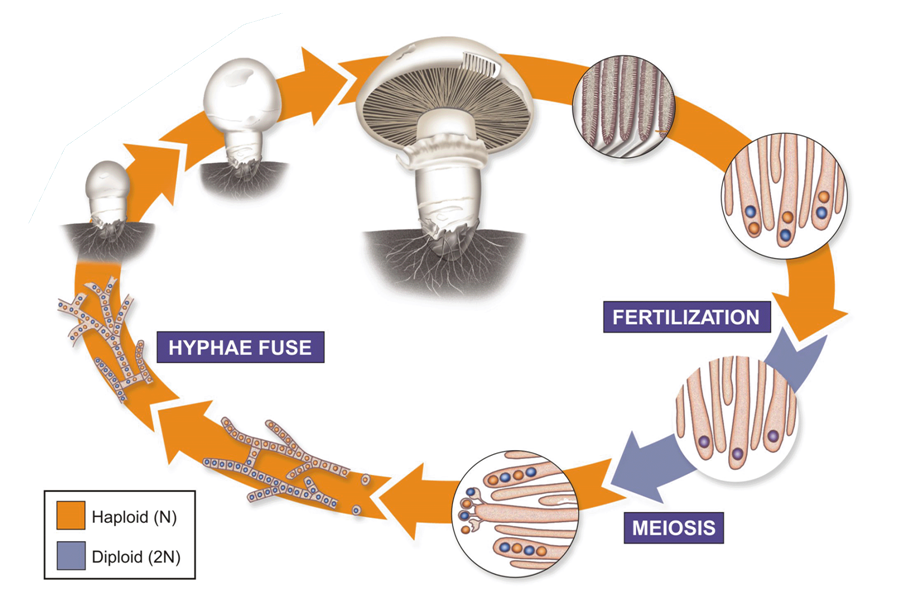 FERTILIZATION
HYPHAE FUSE
MEIOSIS
Haploid (N)
Diploid (2N)